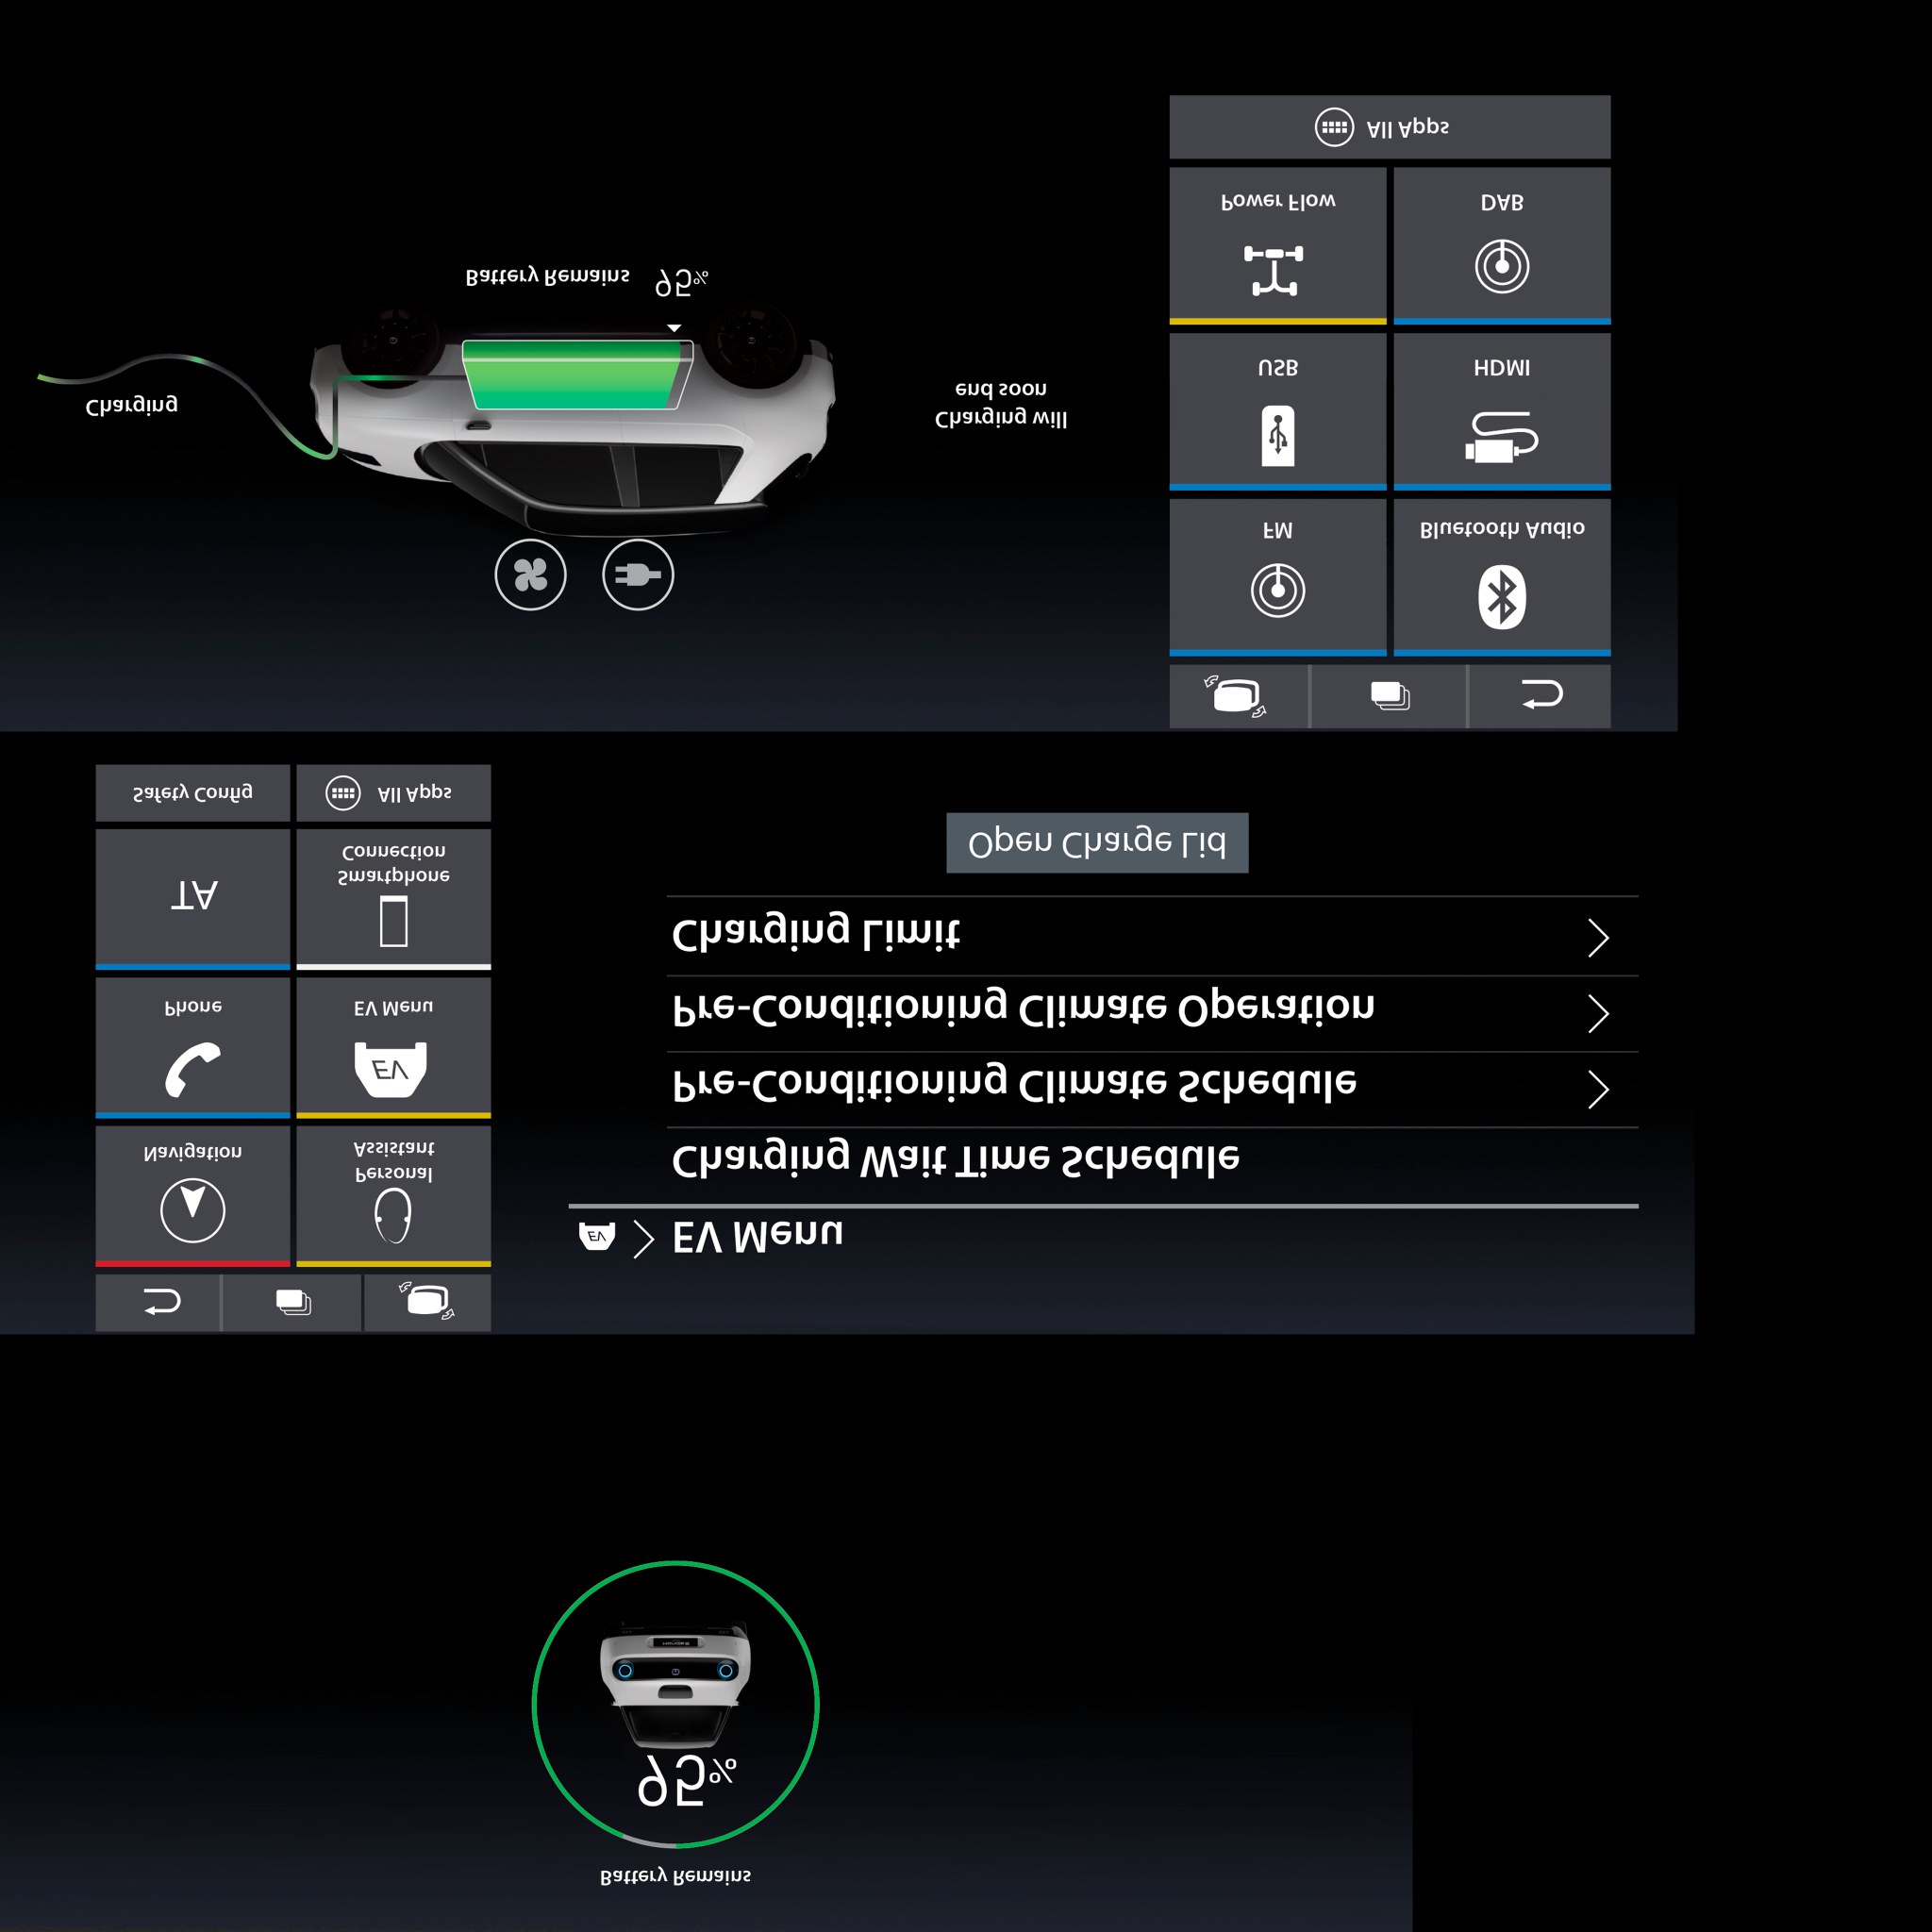 Battery Remains
95%
Honda e
Navigation
Personal
Assistant
Phone
EV
EV Menu
TA
Smartphone
Connection
Safety Config
All Apps
EV
EV Menu
Charging Wait Time Schedule
Pre-Conditioning Climate Schedule
Pre-Conditioning Climate Operation
Charging Limit
Open Charge Lid
Charging
Battery Remains 95%
Charging will
end soon
FM
Bluetooth Audio
USB
HDMI
Power Flow
DAB
All Apps